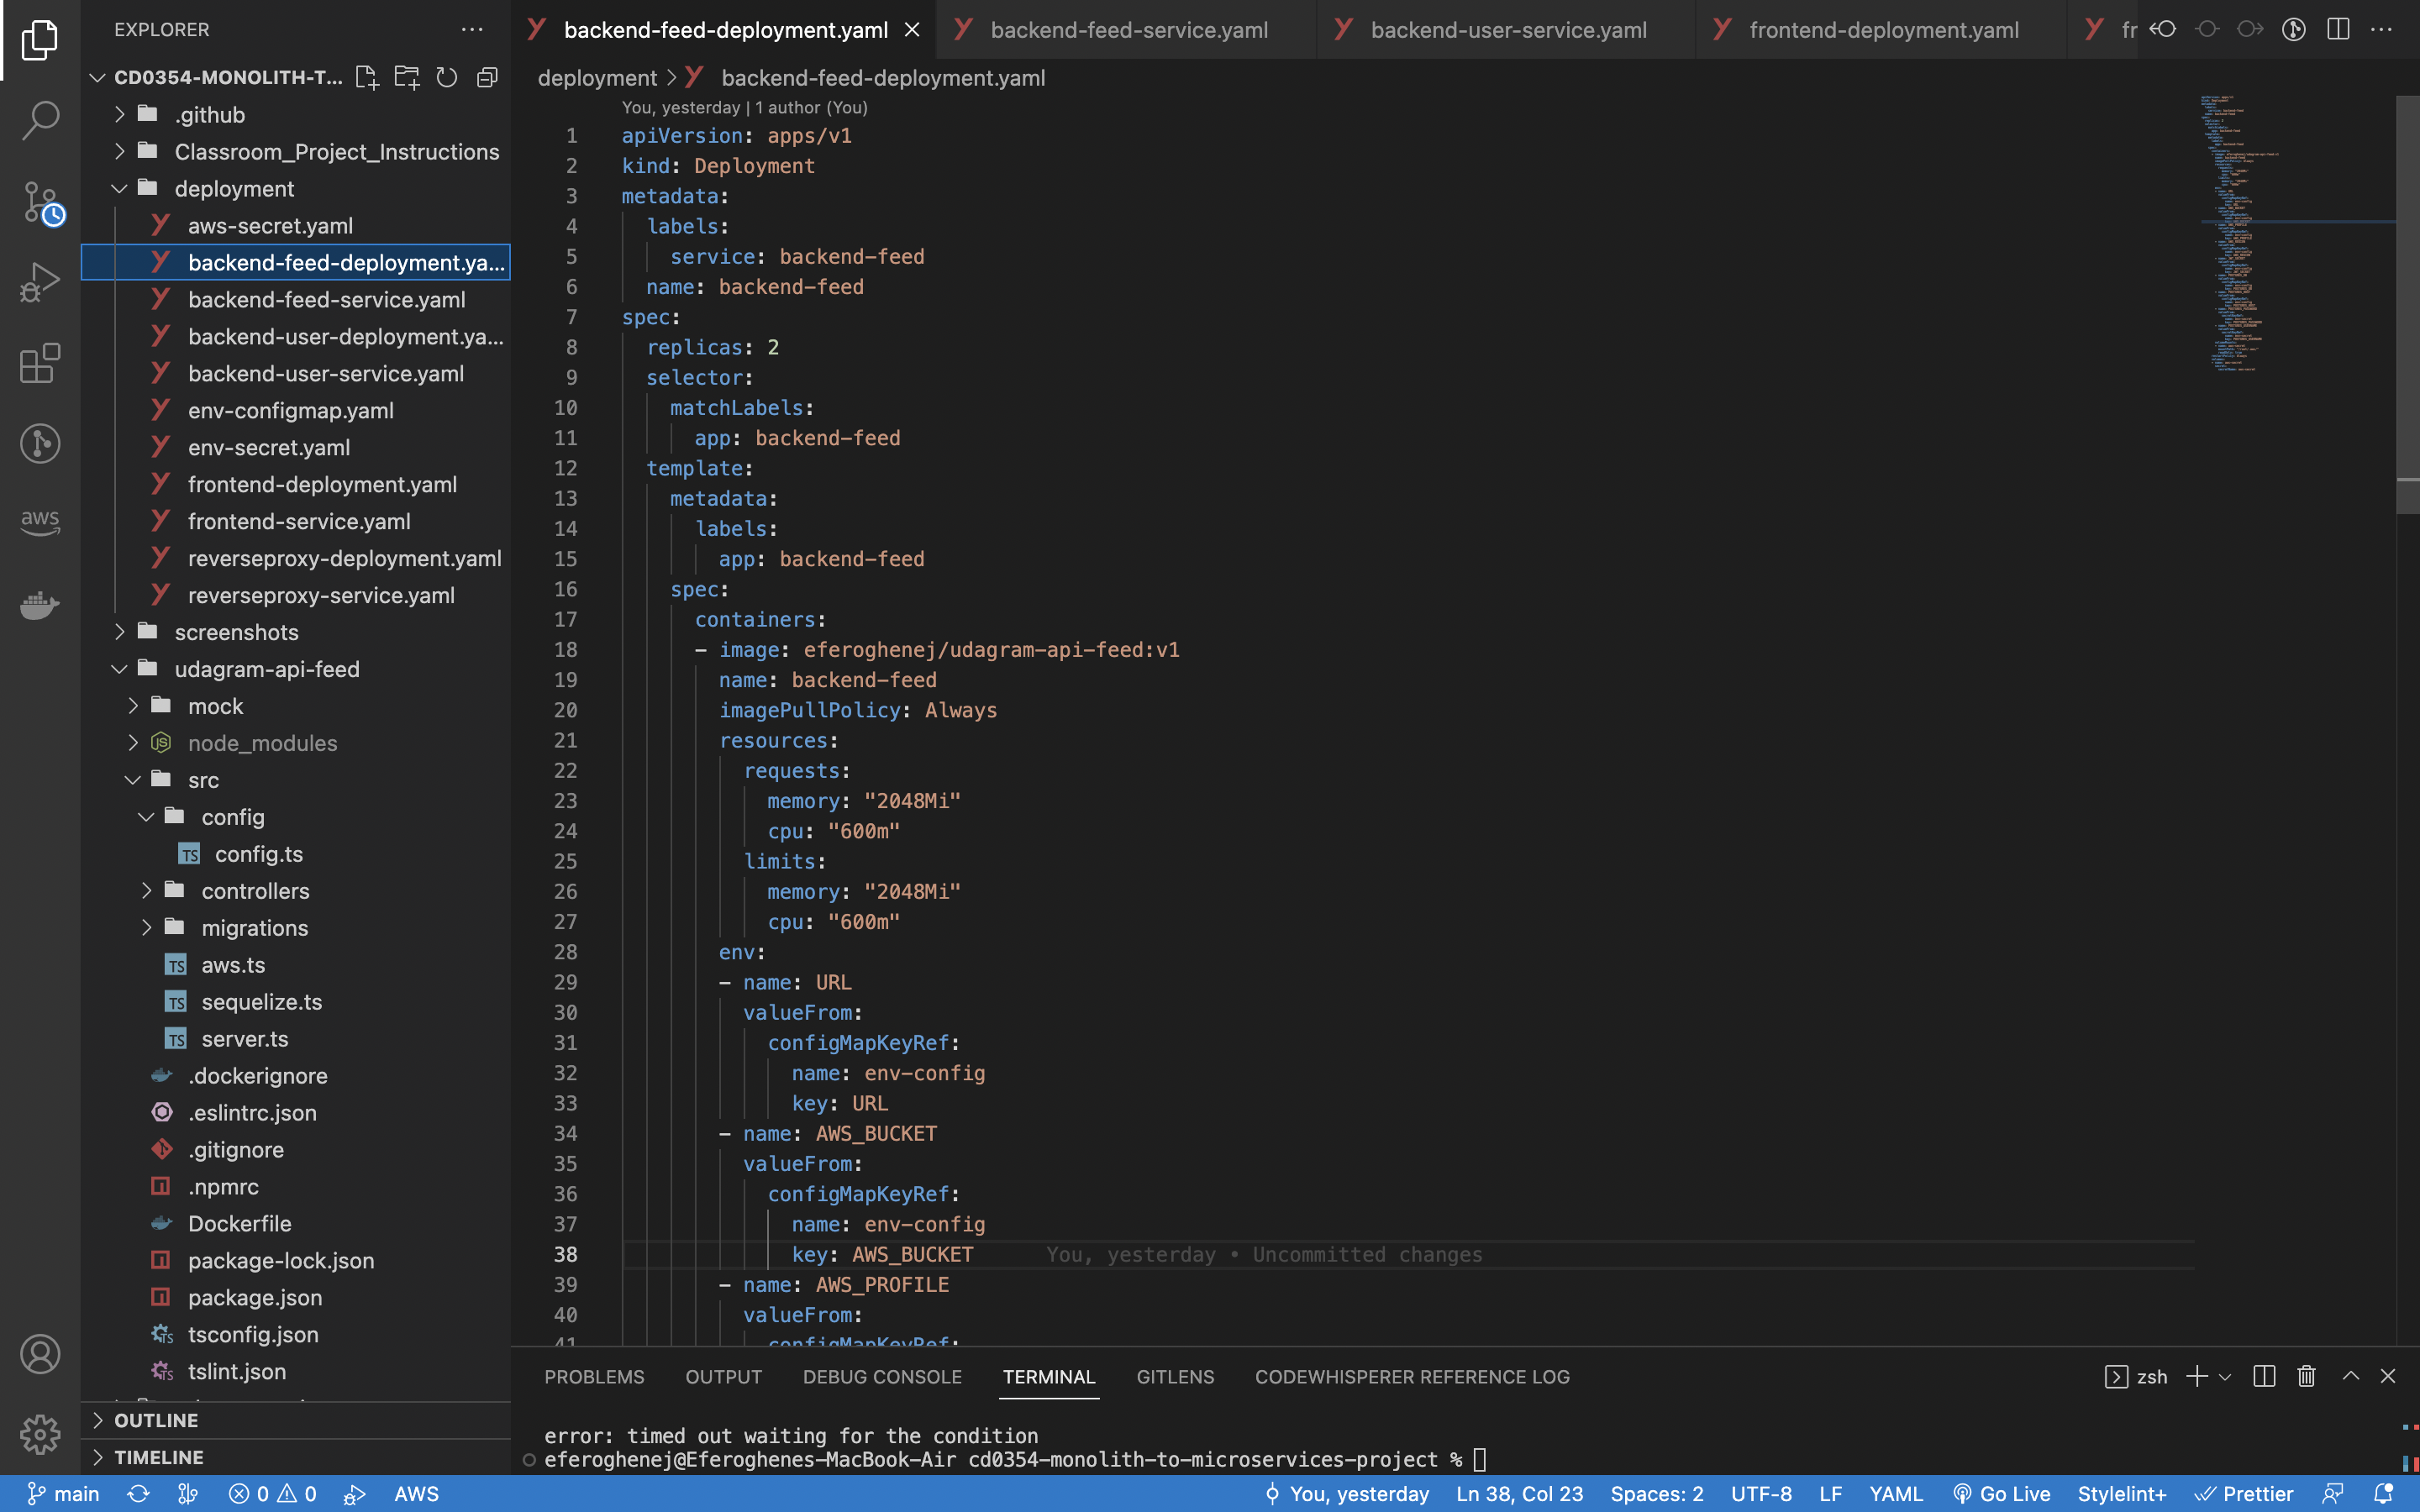 EXPLORER
CD0354-MONOLITH-T...
.github
Classroom_Project_Instructions
deployment
aws-secret.yaml
backend-feed-deployment.ya...
backend-feed-service.yaml
backend-user-deployment.ya...
backend-user-service.yaml
env-configmap.yaml
env-secret.yaml
frontend-deployment.yaml
frontend-service.yaml
reverseproxy-deployment.yaml
reverseproxy-service.yaml
screenshots
udagram-api-feed
mock
node_modules
src
config
TS config.ts
controllers
migrations
TS aws.ts
TS sequelize.ts
TS server.ts
.dockerignore
.eslintrc.json
.gitignore
.npmrc
Dockerfile
package-lock.json
package.json
tsconfig.json
tslint.json
OUTLINE
TIMELINE
aws
backend-feed-deployment.yaml
backend-feed-service.yaml
backend-user-service.yaml
frontend-deployment.yaml
fr
deployment > backend-feed-deployment.yaml
You, yesterday | 1 author (You)
1 apiVersion: apps/v1
2 kind: Deployment
3 metadata:
4 labels:
5 service: backend-feed
6 name: backend-feed
7 spec:
8 replicas: 2
9 selector:
10 matchLabels:
11 app: backend-feed
12 template:
13 metadata:
14 labels:
15 app: backend-feed
16 spec:
17 containers:
18 - image: eferoghenej/udagram-api-feed:v1
19 name: backend-feed
20 imagePullPolicy: Always
21 resources:
22 requests:
23 memory: "2048Mi"
24 cpu: "600m"
25 limits:
26 memory: "2048Mi"
27 cpu: "600m"
28 env:
29 - name: URL
30 valueFrom:
31 configMapKeyRef:
32 name: env-config
33 key: URL
34 - name: AWS_BUCKET
35 valueFrom:
36 configMapKeyRef:
37 name: env-config
38 key: AWS_BUCKET You, yesterday • Uncommitted changes
39 - name: AWS_PROFILE
40 valueFrom:
41 configMapKeyRef:
PROBLEMS OUTPUT DEBUG CONSOLE TERMINAL GITLENS CODEWHISPERER REFERENCE LOG
zsh
error: timed out waiting for the condition
eferoghenej@Eferoghenes-MacBook-Air cd0354-monolith-to-microservices-project %
main 0 0 AWS You, yesterday Ln 38, Col 23 Spaces: 2 UTF-8 LF YAML Go Live Stylelint+ Prettier